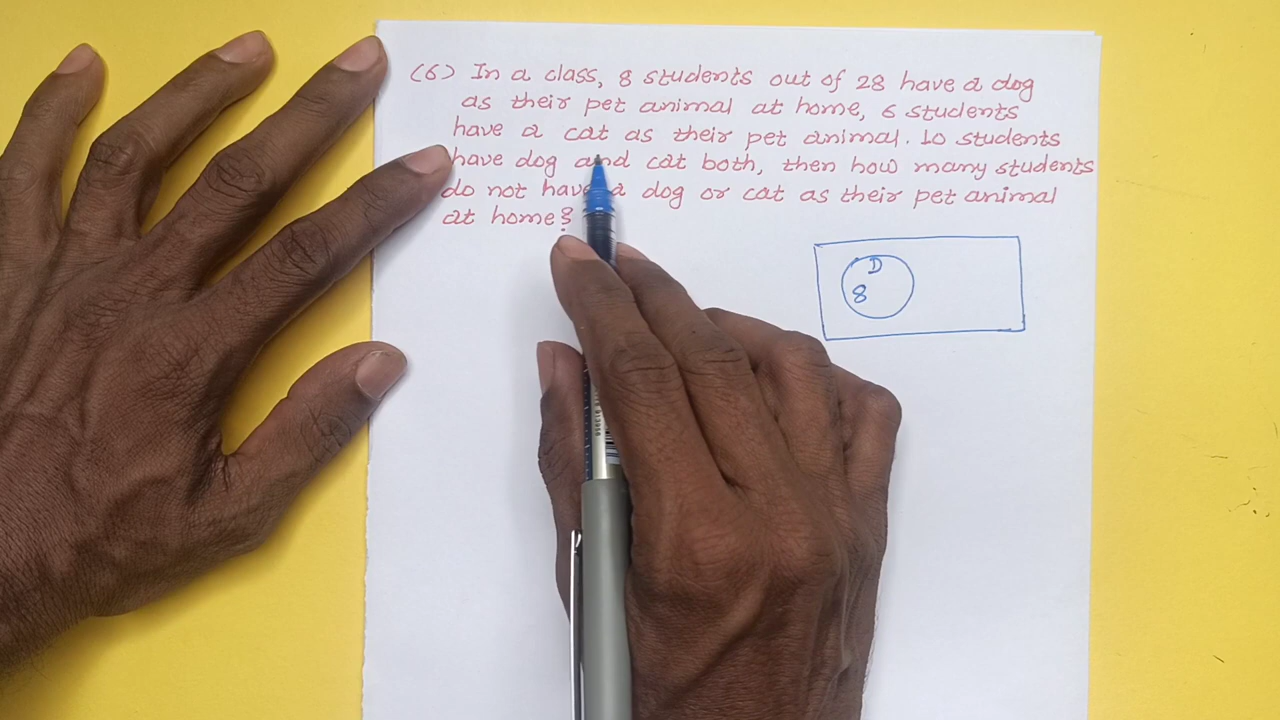 (6) In a class, 8 students out of 28 have a dog
as their pet animal at home, 6 students
have a cat as their pet animal. 10 students
have dog and cat both, then how many students
do not have a dog or cat as their pet animal
at home?
D
8